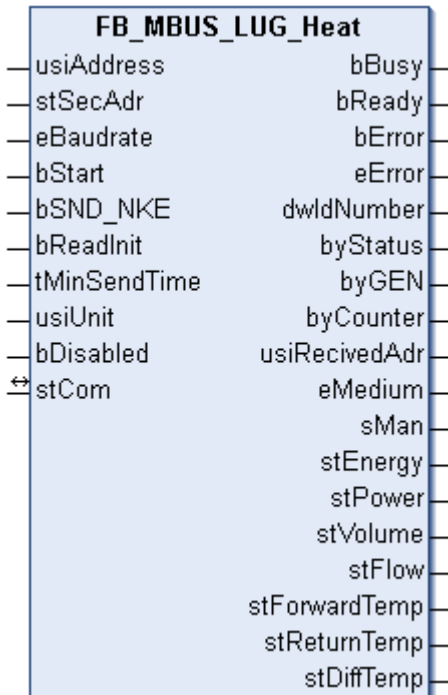 FB_MBUS_LUG_Heat
usiAddress bBusy
stSecAdr bReady
eBaudrate bError
bStart eError
bSND_NKE dwIdNumber
bReadInit byStatus
tMinSendTime byGEN
usiUnit byCounter
bDisabled usiRecivedAdr
stCom eMedium
sMan
stEnergy
stPower
stVolume
stFlow
stForwardTemp
stReturnTemp
stDiffTemp